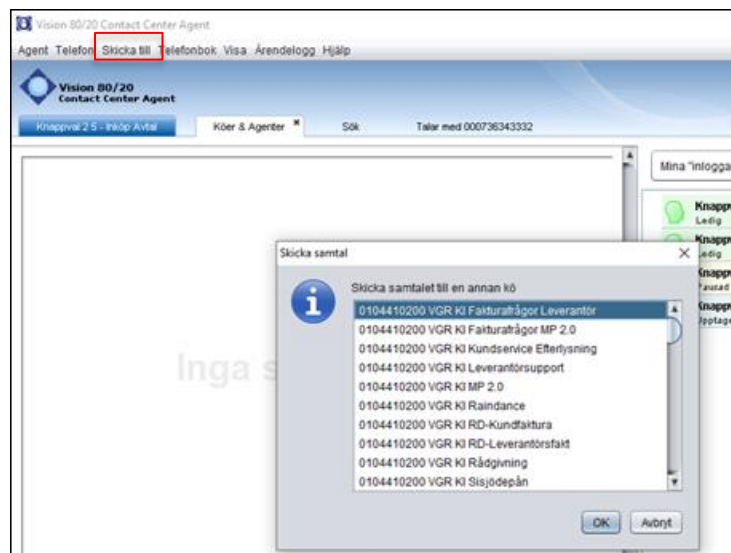 Vision 80/20 Contact Center Agent
Agent Telefon Skicka till Telefonbok Visa Ärendelogg Hjälp
Vision 80/20
Contact Center Agent
Knappval 2 5 - Inköp Avtal Köer & Agenter Sök Talar med 000736343332
Mina "inlogga
Knappv
Ledig
Knappv
Ledig
Knappv
Pausad
Knappv
Upptage
Inga s
Skicka samtal
Skicka samtalet till en annan kö
0104410200 VGR KI Fakturafrågor Leverantör
0104410200 VGR KI Fakturafrågor MP 2.0
0104410200 VGR KI Kundservice Efterlysning
0104410200 VGR KI Leverantörsupport
0104410200 VGR KI MP 2.0
0104410200 VGR KI Raindance
0104410200 VGR KI RD-Kundfaktura
0104410200 VGR KI RD-Leverantörsfakt
0104410200 VGR KI Rådgivning
0104410200 VGR KI Sisjödepån
OK Avbryt